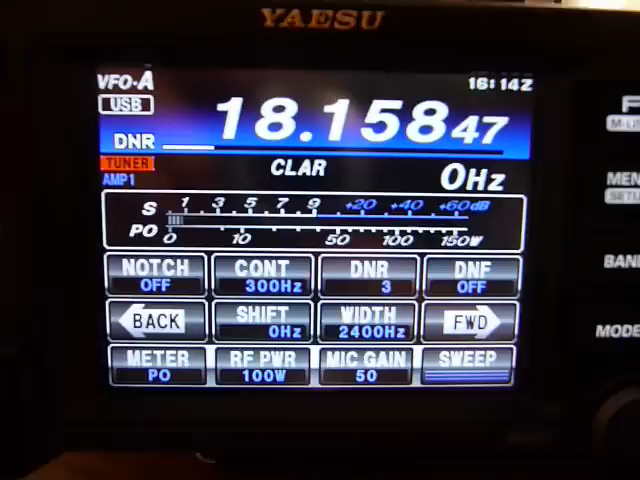 YAESU
VFO-A
16:14Z
USB
18.15847
DNR
TUNER
CLAR
0Hz
AMP1
S 1 3 5 7 9 +20 +40 +60dB
PO 0 10 50 100 150W
NOTCH CONT DNR DNF
OFF 300Hz 3 OFF
BACK SHIFT WIDTH FWD
0Hz 2400Hz
METER RF PWR MIC GAIN SWEEP
PO 100W 50
MEN
BAND
MODE